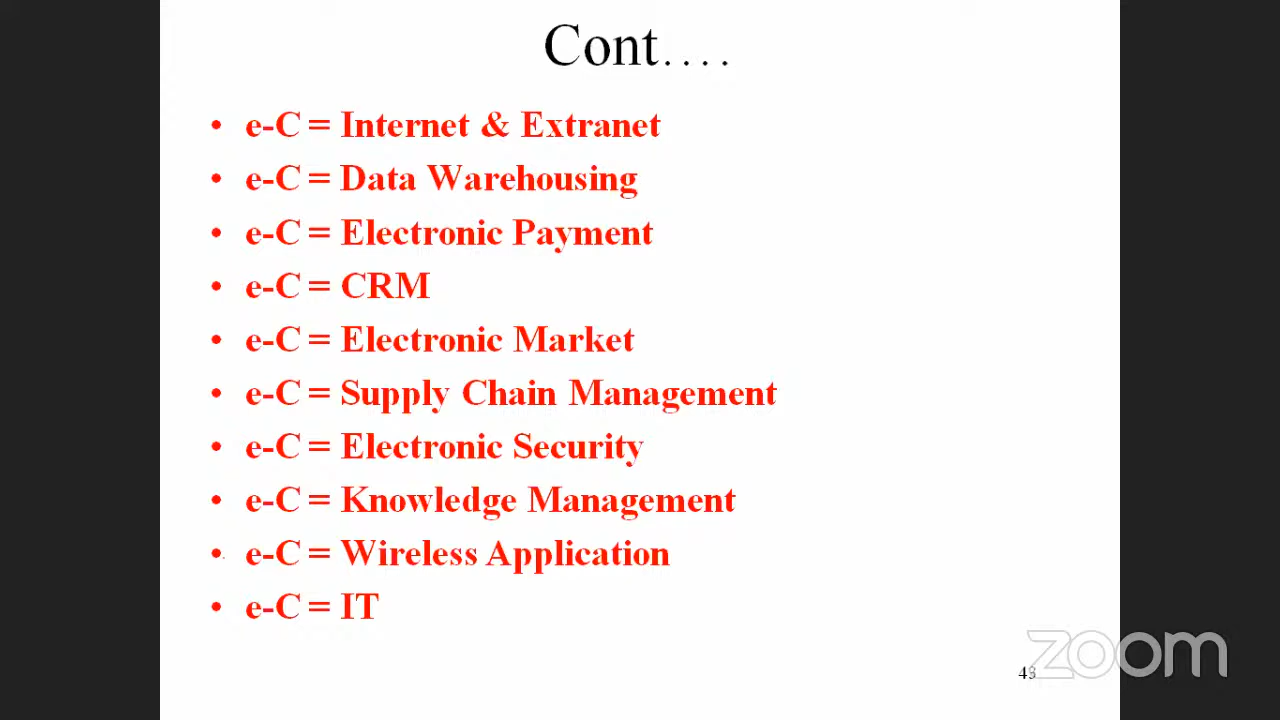 Cont....
• e-C = Internet & Extranet
• e-C = Data Warehousing
• e-C = Electronic Payment
• e-C = CRM
• e-C = Electronic Market
• e-C = Supply Chain Management
• e-C = Electronic Security
• e-C = Knowledge Management
• e-C = Wireless Application
• e-C = IT
zoom